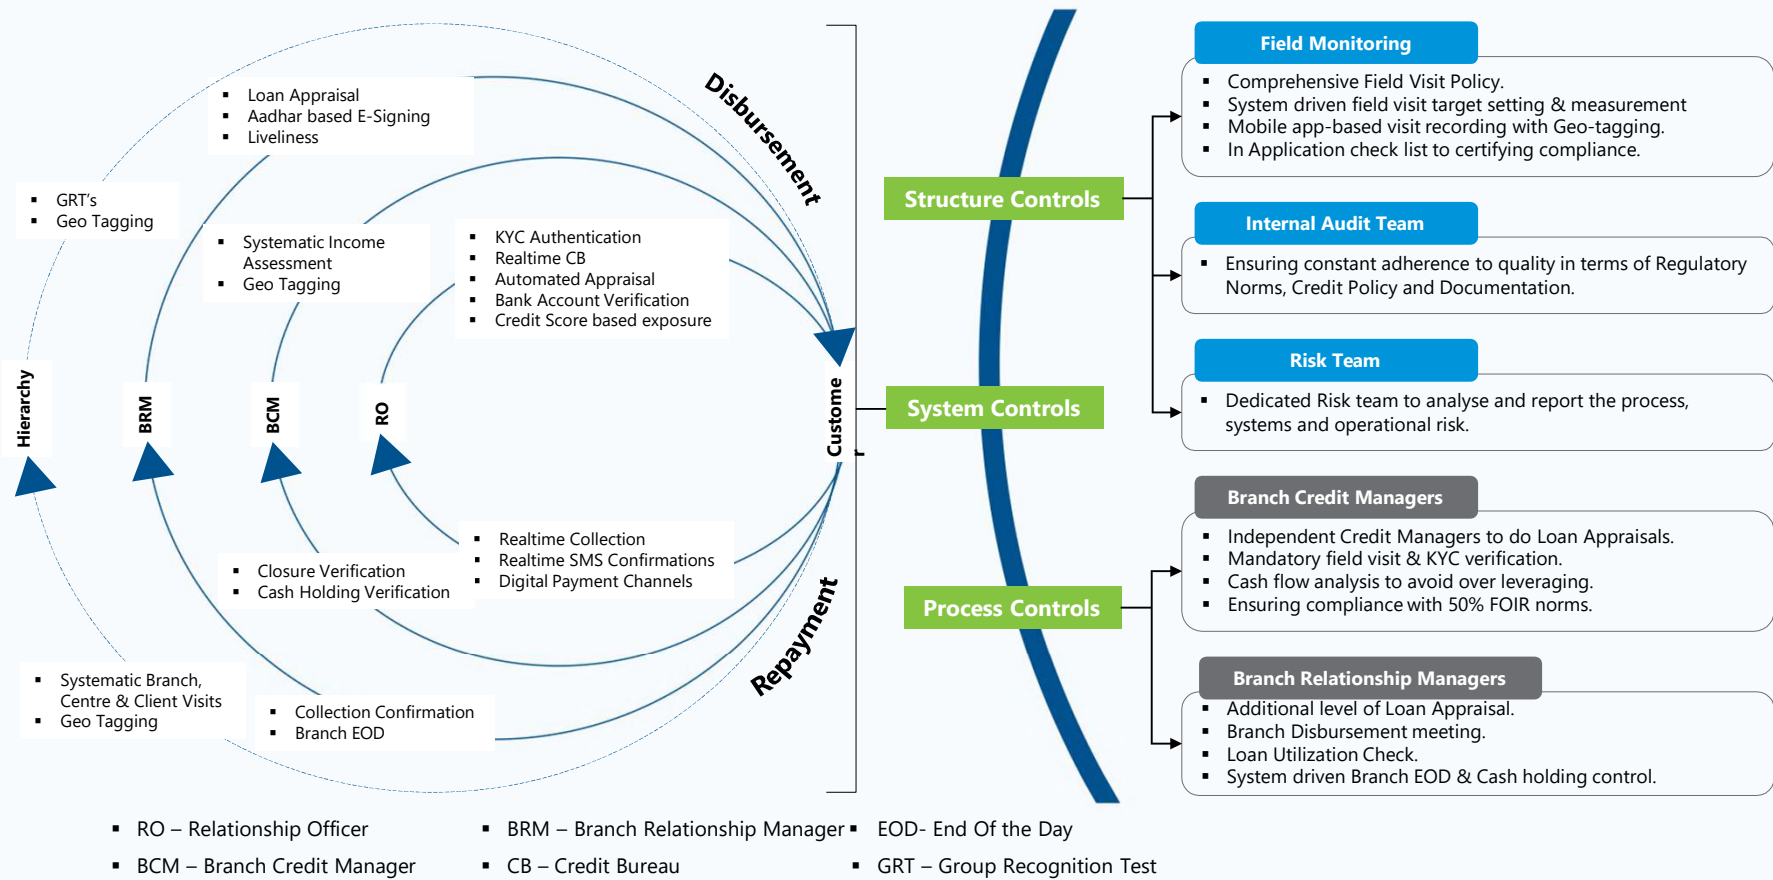 Disbursement
▪ Loan Appraisal
▪ Aadhar based E-Signing
▪ Liveliness
▪ GRT's
▪ Geo Tagging
▪ Systematic Income
Assessment
▪ Geo Tagging
▪ KYC Authentication
▪ Realtime CB
▪ Automated Appraisal
▪ Bank Account Verification
▪ Credit Score based exposure
Hierarchy
BRM
BCM
RO
Custome
r
▪ Realtime Collection
▪ Realtime SMS Confirmations
▪ Digital Payment Channels
▪ Closure Verification
▪ Cash Holding Verification
Repayment
▪ Systematic Branch,
Centre & Client Visits
▪ Geo Tagging
▪ Collection Confirmation
▪ Branch EOD
Structure Controls
System Controls
Process Controls
Field Monitoring
▪ Comprehensive Field Visit Policy.
▪ System driven field visit target setting & measurement
▪ Mobile app-based visit recording with Geo-tagging.
▪ In Application check list to certifying compliance.
Internal Audit Team
▪ Ensuring constant adherence to quality in terms of Regulatory
Norms, Credit Policy and Documentation.
Risk Team
▪ Dedicated Risk team to analyse and report the process,
systems and operational risk.
Branch Credit Managers
▪ Independent Credit Managers to do Loan Appraisals.
▪ Mandatory field visit & KYC verification.
▪ Cash flow analysis to avoid over leveraging.
▪ Ensuring compliance with 50% FOIR norms.
Branch Relationship Managers
▪ Additional level of Loan Appraisal.
▪ Branch Disbursement meeting.
▪ Loan Utilization Check.
▪ System driven Branch EOD & Cash holding control.
▪ RO – Relationship Officer
▪ BRM – Branch Relationship Manager
▪ EOD- End Of the Day
▪ BCM – Branch Credit Manager
▪ CB – Credit Bureau
▪ GRT – Group Recognition Test